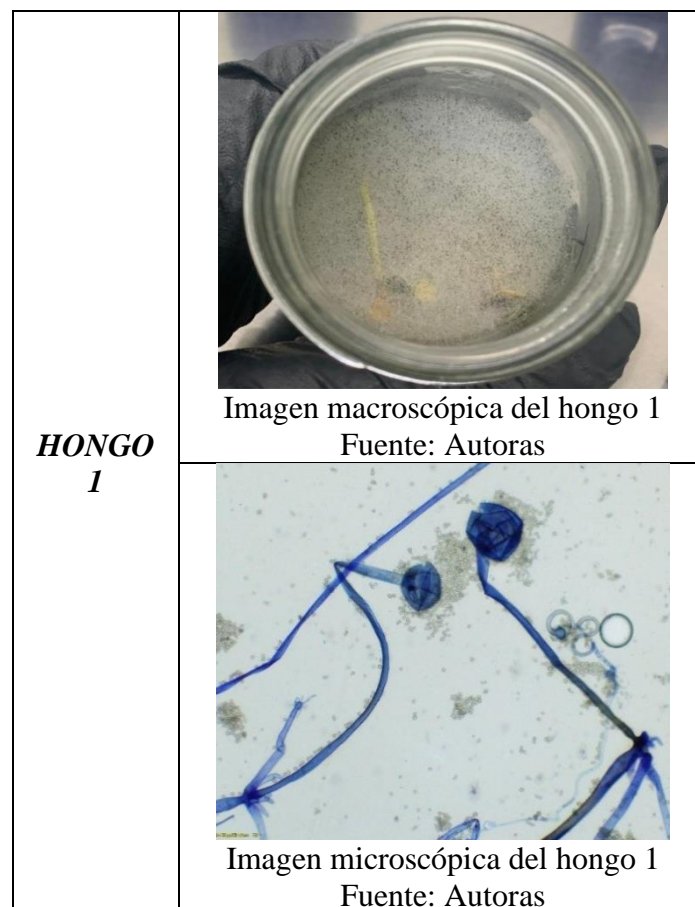 Imagen macroscópica del hongo 1
Fuente: Autoras
HONGO
1
Imagen microscópica del hongo 1
Fuente: Autoras